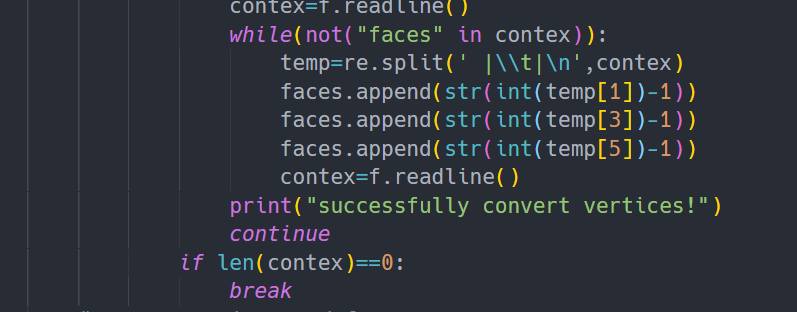 contex=f.readline()
while(not("faces" in contex)):
temp=re.split(' |\\t|\n',contex)
faces.append(str(int(temp[1])-1))
faces.append(str(int(temp[3])-1))
faces.append(str(int(temp[5])-1))
contex=f.readline()
print("successfully convert vertices!")
continue
if len(contex)==0:
break